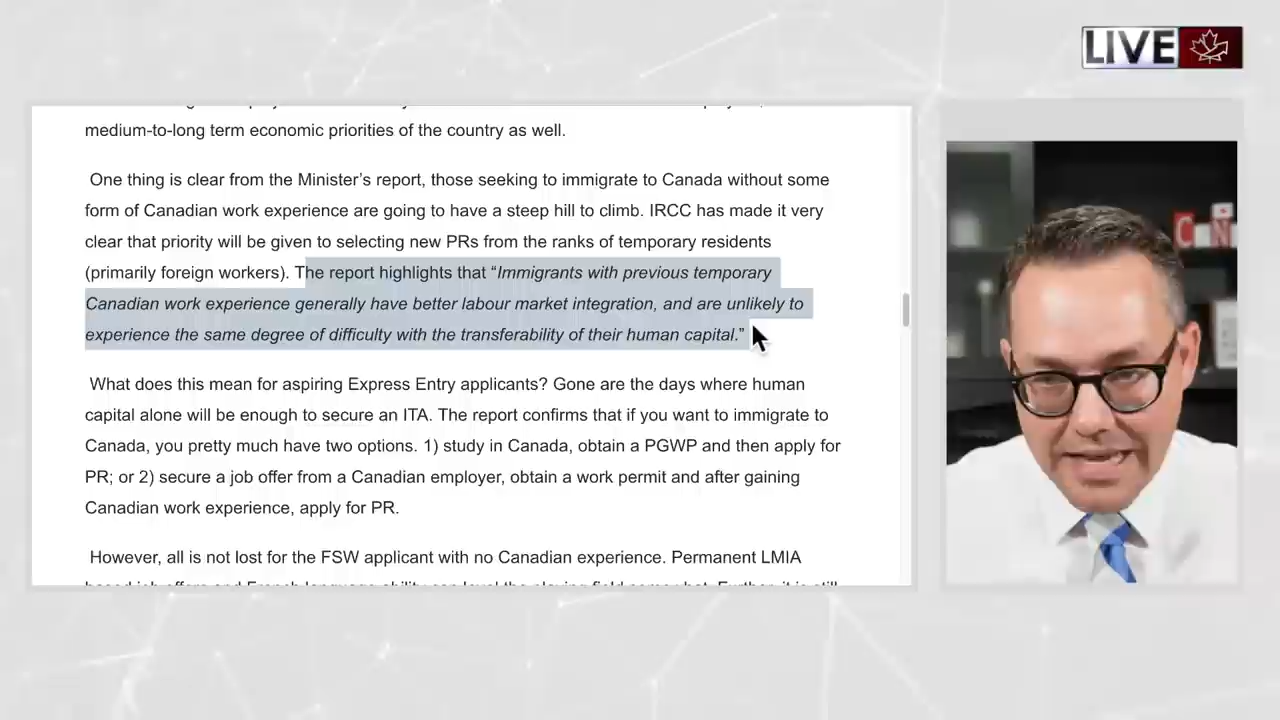 LIVE
medium-to-long term economic priorities of the country as well.
One thing is clear from the Minister’s report, those seeking to immigrate to Canada without some
form of Canadian work experience are going to have a steep hill to climb. IRCC has made it very
clear that priority will be given to selecting new PRs from the ranks of temporary residents
(primarily foreign workers). The report highlights that “Immigrants with previous temporary
Canadian work experience generally have better labour market integration, and are unlikely to
experience the same degree of difficulty with the transferability of their human capital.”
What does this mean for aspiring Express Entry applicants? Gone are the days where human
capital alone will be enough to secure an ITA. The report confirms that if you want to immigrate to
Canada, you pretty much have two options. 1) study in Canada, obtain a PGWP and then apply for
PR; or 2) secure a job offer from a Canadian employer, obtain a work permit and after gaining
Canadian work experience, apply for PR.
However, all is not lost for the FSW applicant with no Canadian experience. Permanent LMIA